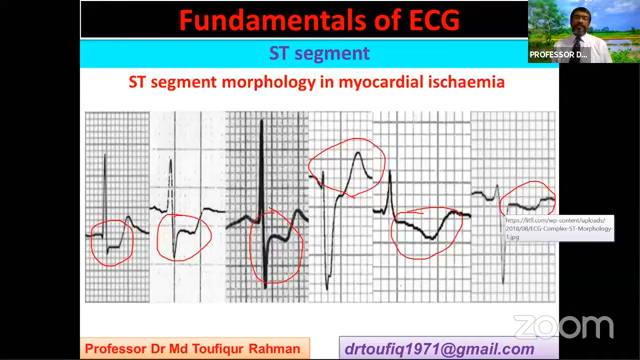 Fundamentals of ECG
PROFESSOR D...
ST segment
ST segment morphology in myocardial ischaemia
https://litfl.com/wp-content/uploads/
2018/08/ECG-Complex-ST-Morphology-
1.jpg
zoom
Professor Dr Md Toufiqur Rahman
drtoufiq1971@gmail.com